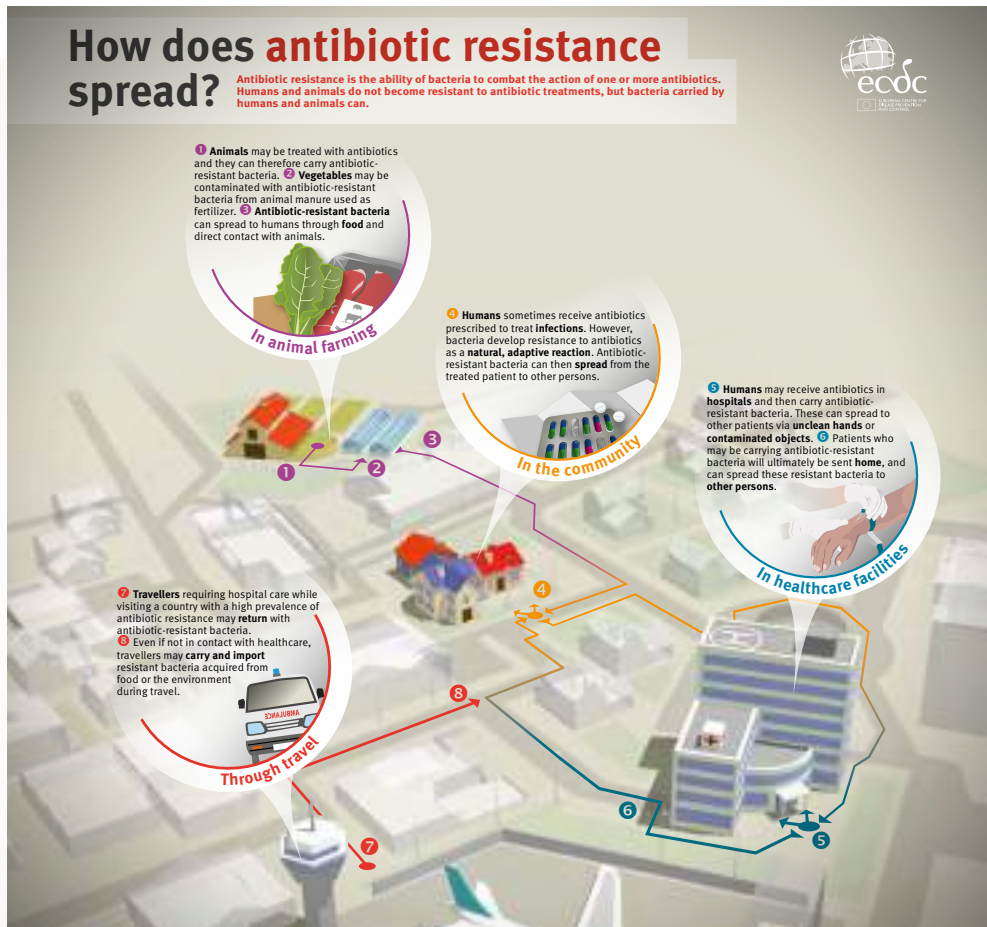 How does antibiotic resistance
spread?
Antibiotic resistance is the ability of bacteria to combat the action of one or more antibiotics.
Humans and animals do not become resistant to antibiotic treatments, but bacteria carried by
humans and animals can.
ecdc
EUROPEAN CENTRE FOR
DISEASE PREVENTION
AND CONTROL
1 Animals may be treated with antibiotics
and they can therefore carry antibiotic-
resistant bacteria. 2 Vegetables may be
contaminated with antibiotic-resistant
bacteria from animal manure used as
fertilizer. 3 Antibiotic-resistant bacteria
can spread to humans through food and
direct contact with animals.
In animal farming
4 Humans sometimes receive antibiotics
prescribed to treat infections. However,
bacteria develop resistance to antibiotics
as a natural, adaptive reaction. Antibiotic-
resistant bacteria can then spread from the
treated patient to other persons.
In the community
5 Humans may receive antibiotics in
hospitals and then carry antibiotic-
resistant bacteria. These can spread to
other patients via unclean hands or
contaminated objects. 6 Patients who
may be carrying antibiotic-resistant
bacteria will ultimately be sent home, and
can spread these resistant bacteria to
other persons.
In healthcare facilities
3
1
2
4
7 Travellers requiring hospital care while
visiting a country with a high prevalence of
antibiotic resistance may return with
antibiotic-resistant bacteria.
8 Even if not in contact with healthcare,
travellers may carry and import
resistant bacteria acquired from
food or the environment
during travel.
AMBULANCE
Through travel
8
6
5
7